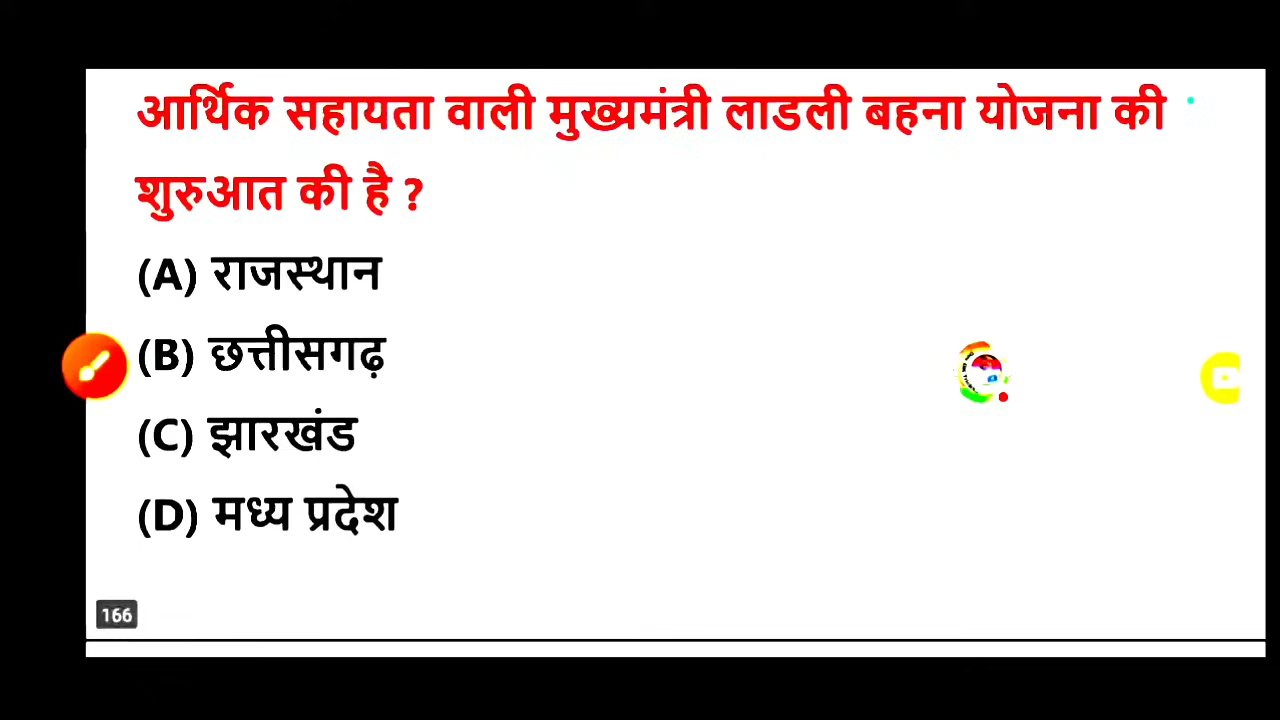 आर्थिक सहायता वाली मुख्यमंत्री लाडली बहना योजना की
शुरुआत की है ?
(A) राजस्थान
(B) छत्तीसगढ़
(C) झारखंड
(D) मध्य प्रदेश
166